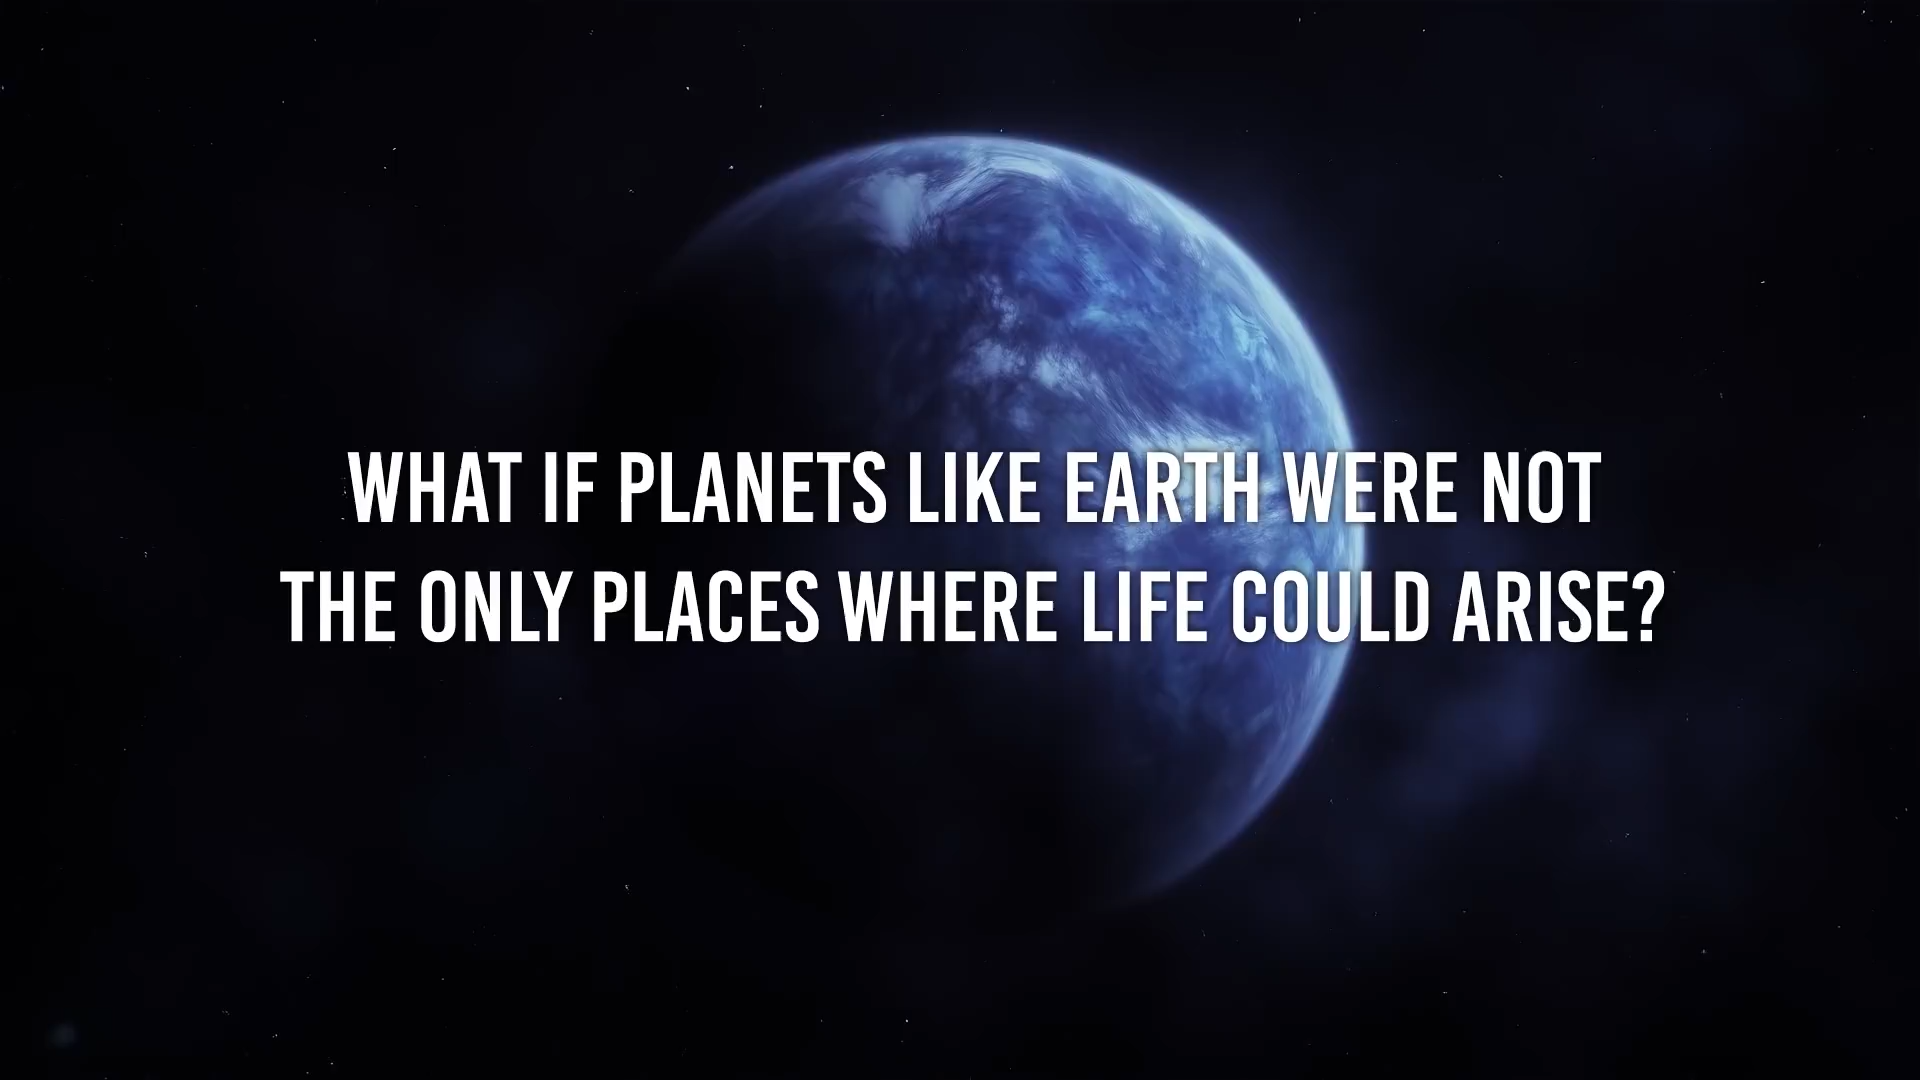 WHAT IF PLANETS LIKE EARTH WERE NOT
THE ONLY PLACES WHERE LIFE COULD ARISE?